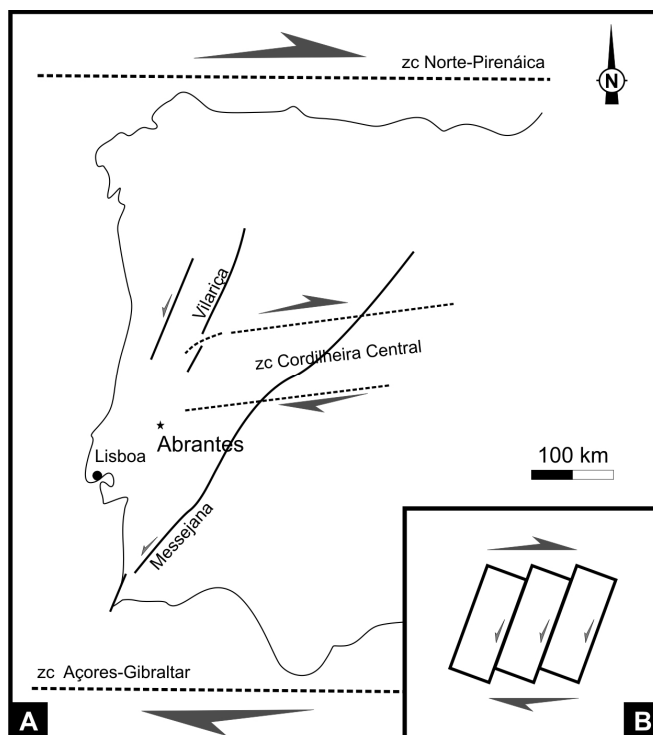 zc Norte-Pirenáica
N
Vilariça
zc Cordilheira Central
Abrantes
Lisboa
100 km
Messejana
zc Açores-Gibraltar
A
B